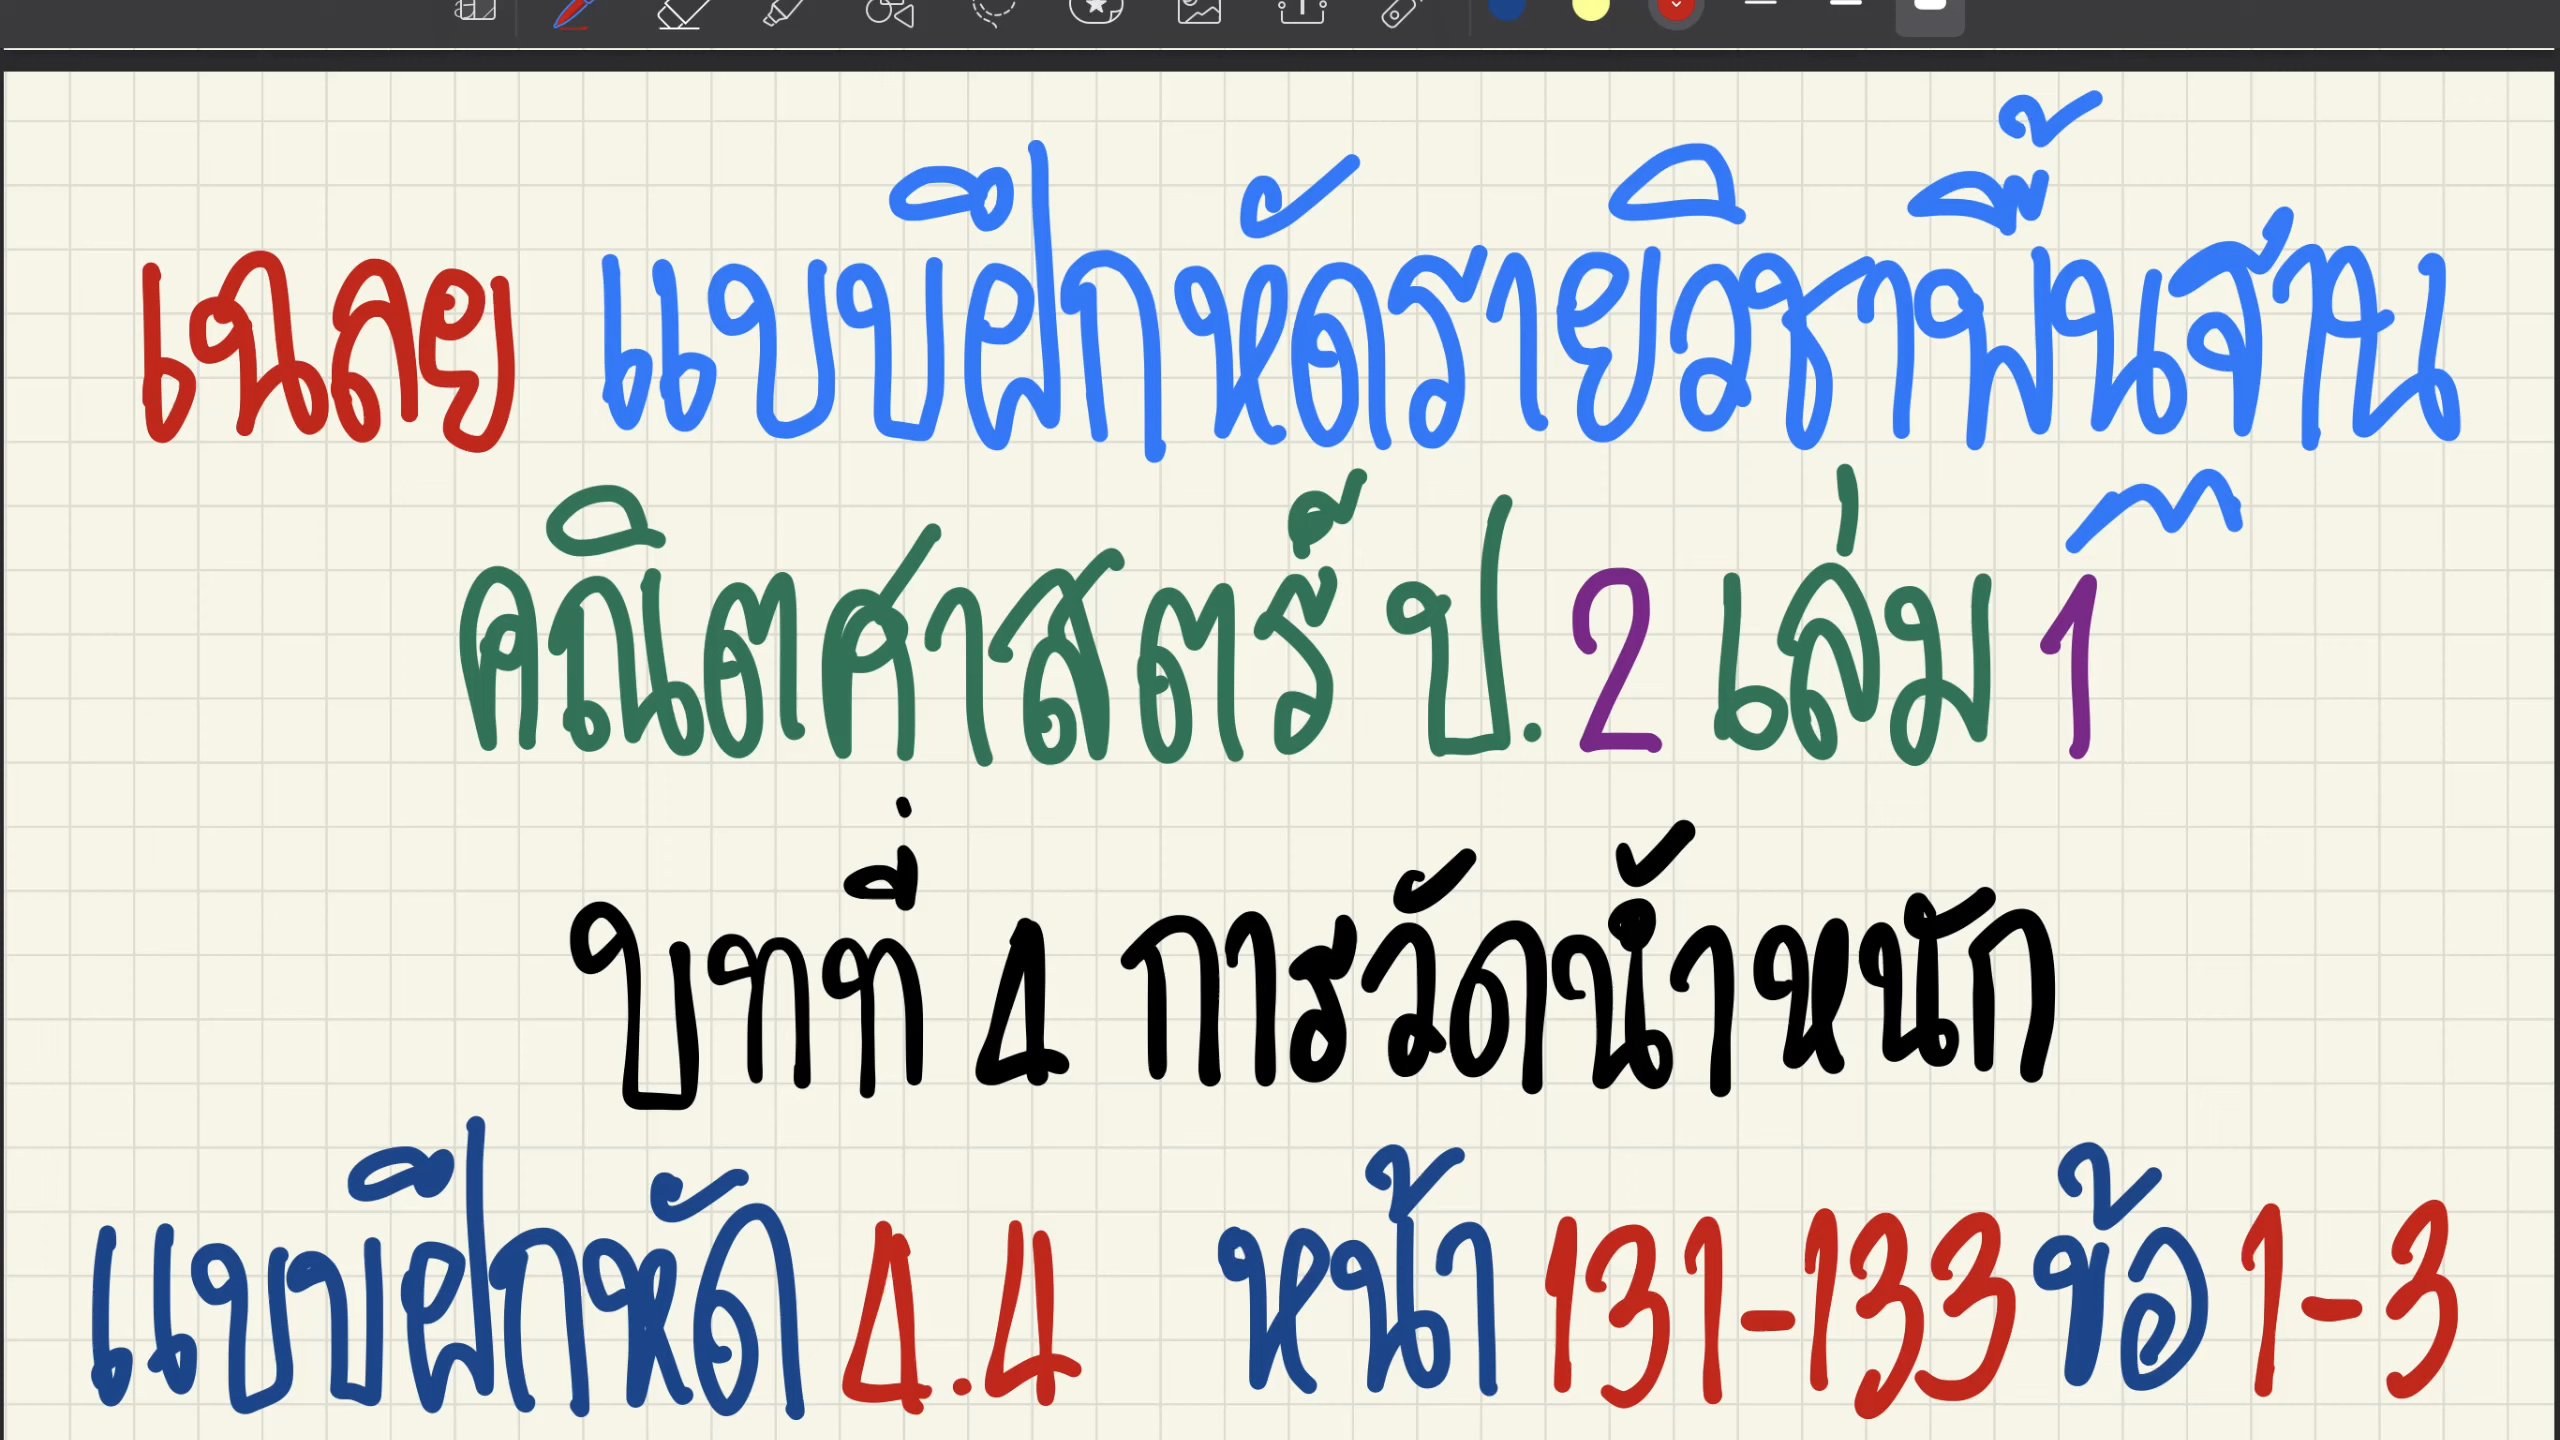 เฉลย แบบฝึกหัดรายวิชาพื้นฐาน
คณิตศาสตร์ ป. 2 เล่ม 1
บทที่ 4 การวัดน้ำหนัก
แบบฝึกหัด 4.4 หน้า 131-133 ข้อ 1-3